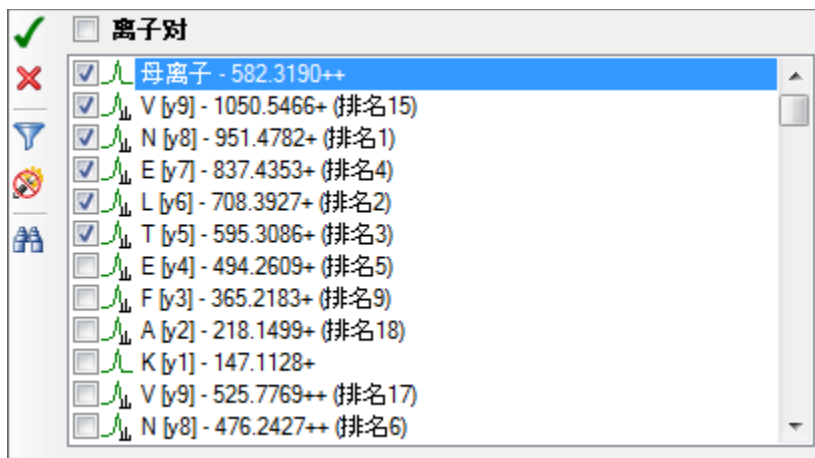 离子对
母离子 - 582.3190++
V [y9] - 1050.5466+ (排名15)
N [y8] - 951.4782+ (排名1)
E [y7] - 837.4353+ (排名4)
L [y6] - 708.3927+ (排名2)
T [y5] - 595.3086+ (排名3)
E [y4] - 494.2609+ (排名5)
F [y3] - 365.2183+ (排名9)
A [y2] - 218.1499+ (排名18)
K [y1] - 147.1128+
V [y9] - 525.7769++ (排名17)
N [y8] - 476.2427++ (排名6)